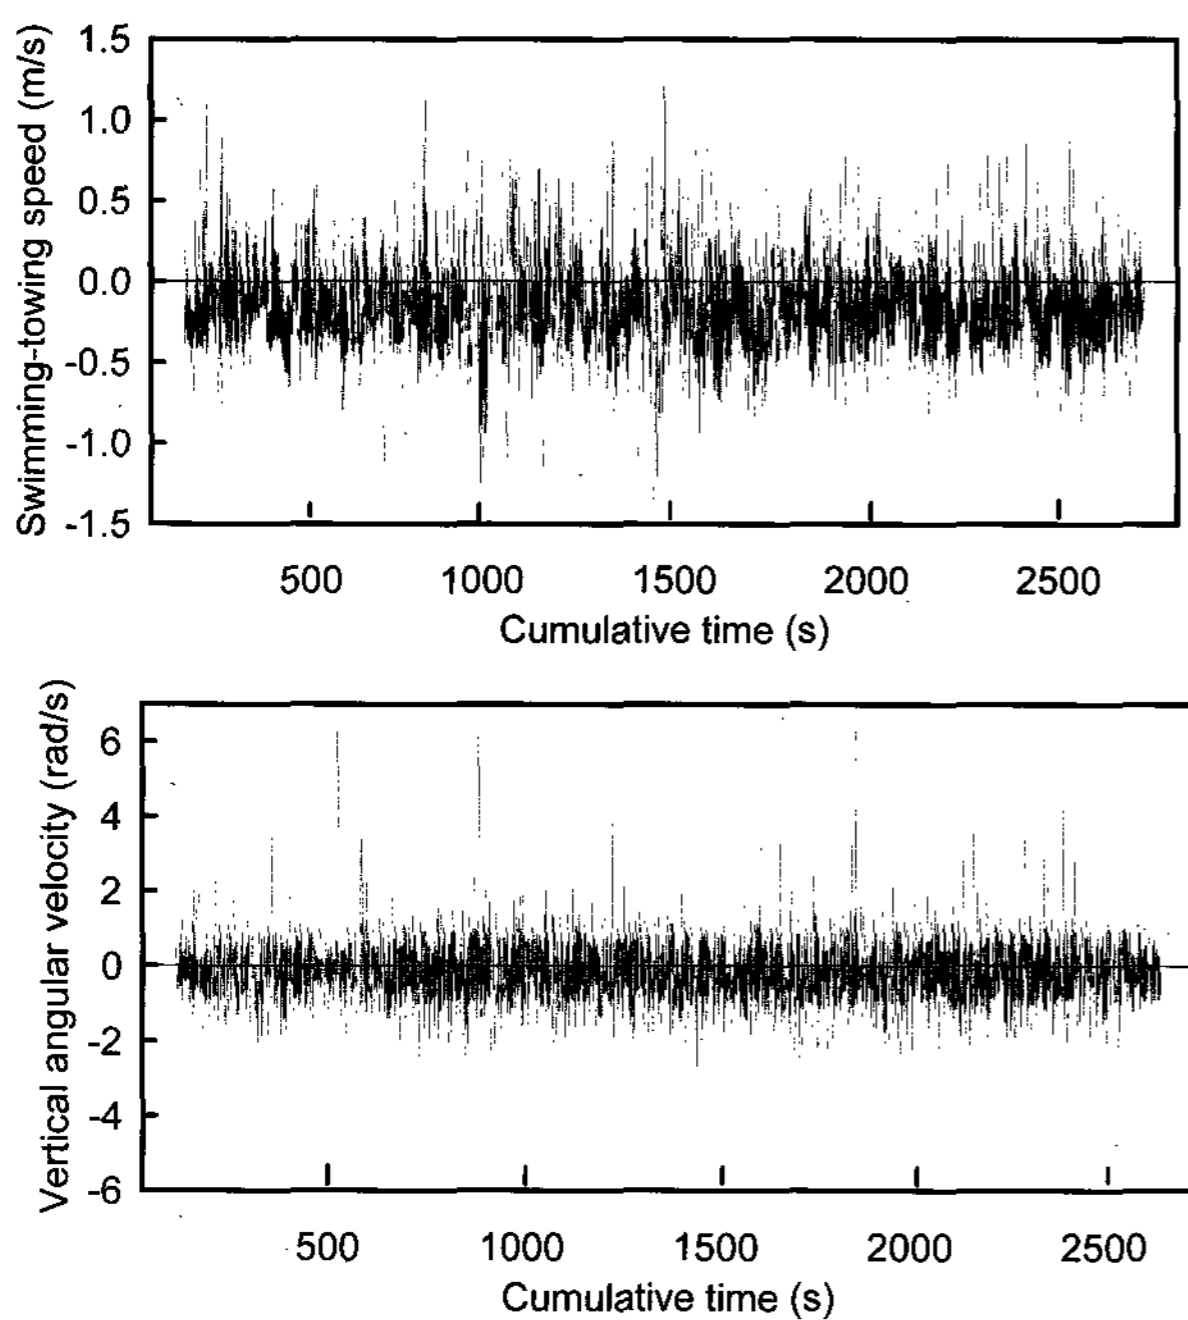 Swimming-towing speed (m/s)
1.5
1.0
0.5
0.0
-0.5
-1.0
-1.5
500 1000 1500 2000 2500
Cumulative time (s)
Vertical angular velocity (rad/s)
6
4
2
0
-2
-4
-6
500 1000 1500 2000 2500
Cumulative time (s)